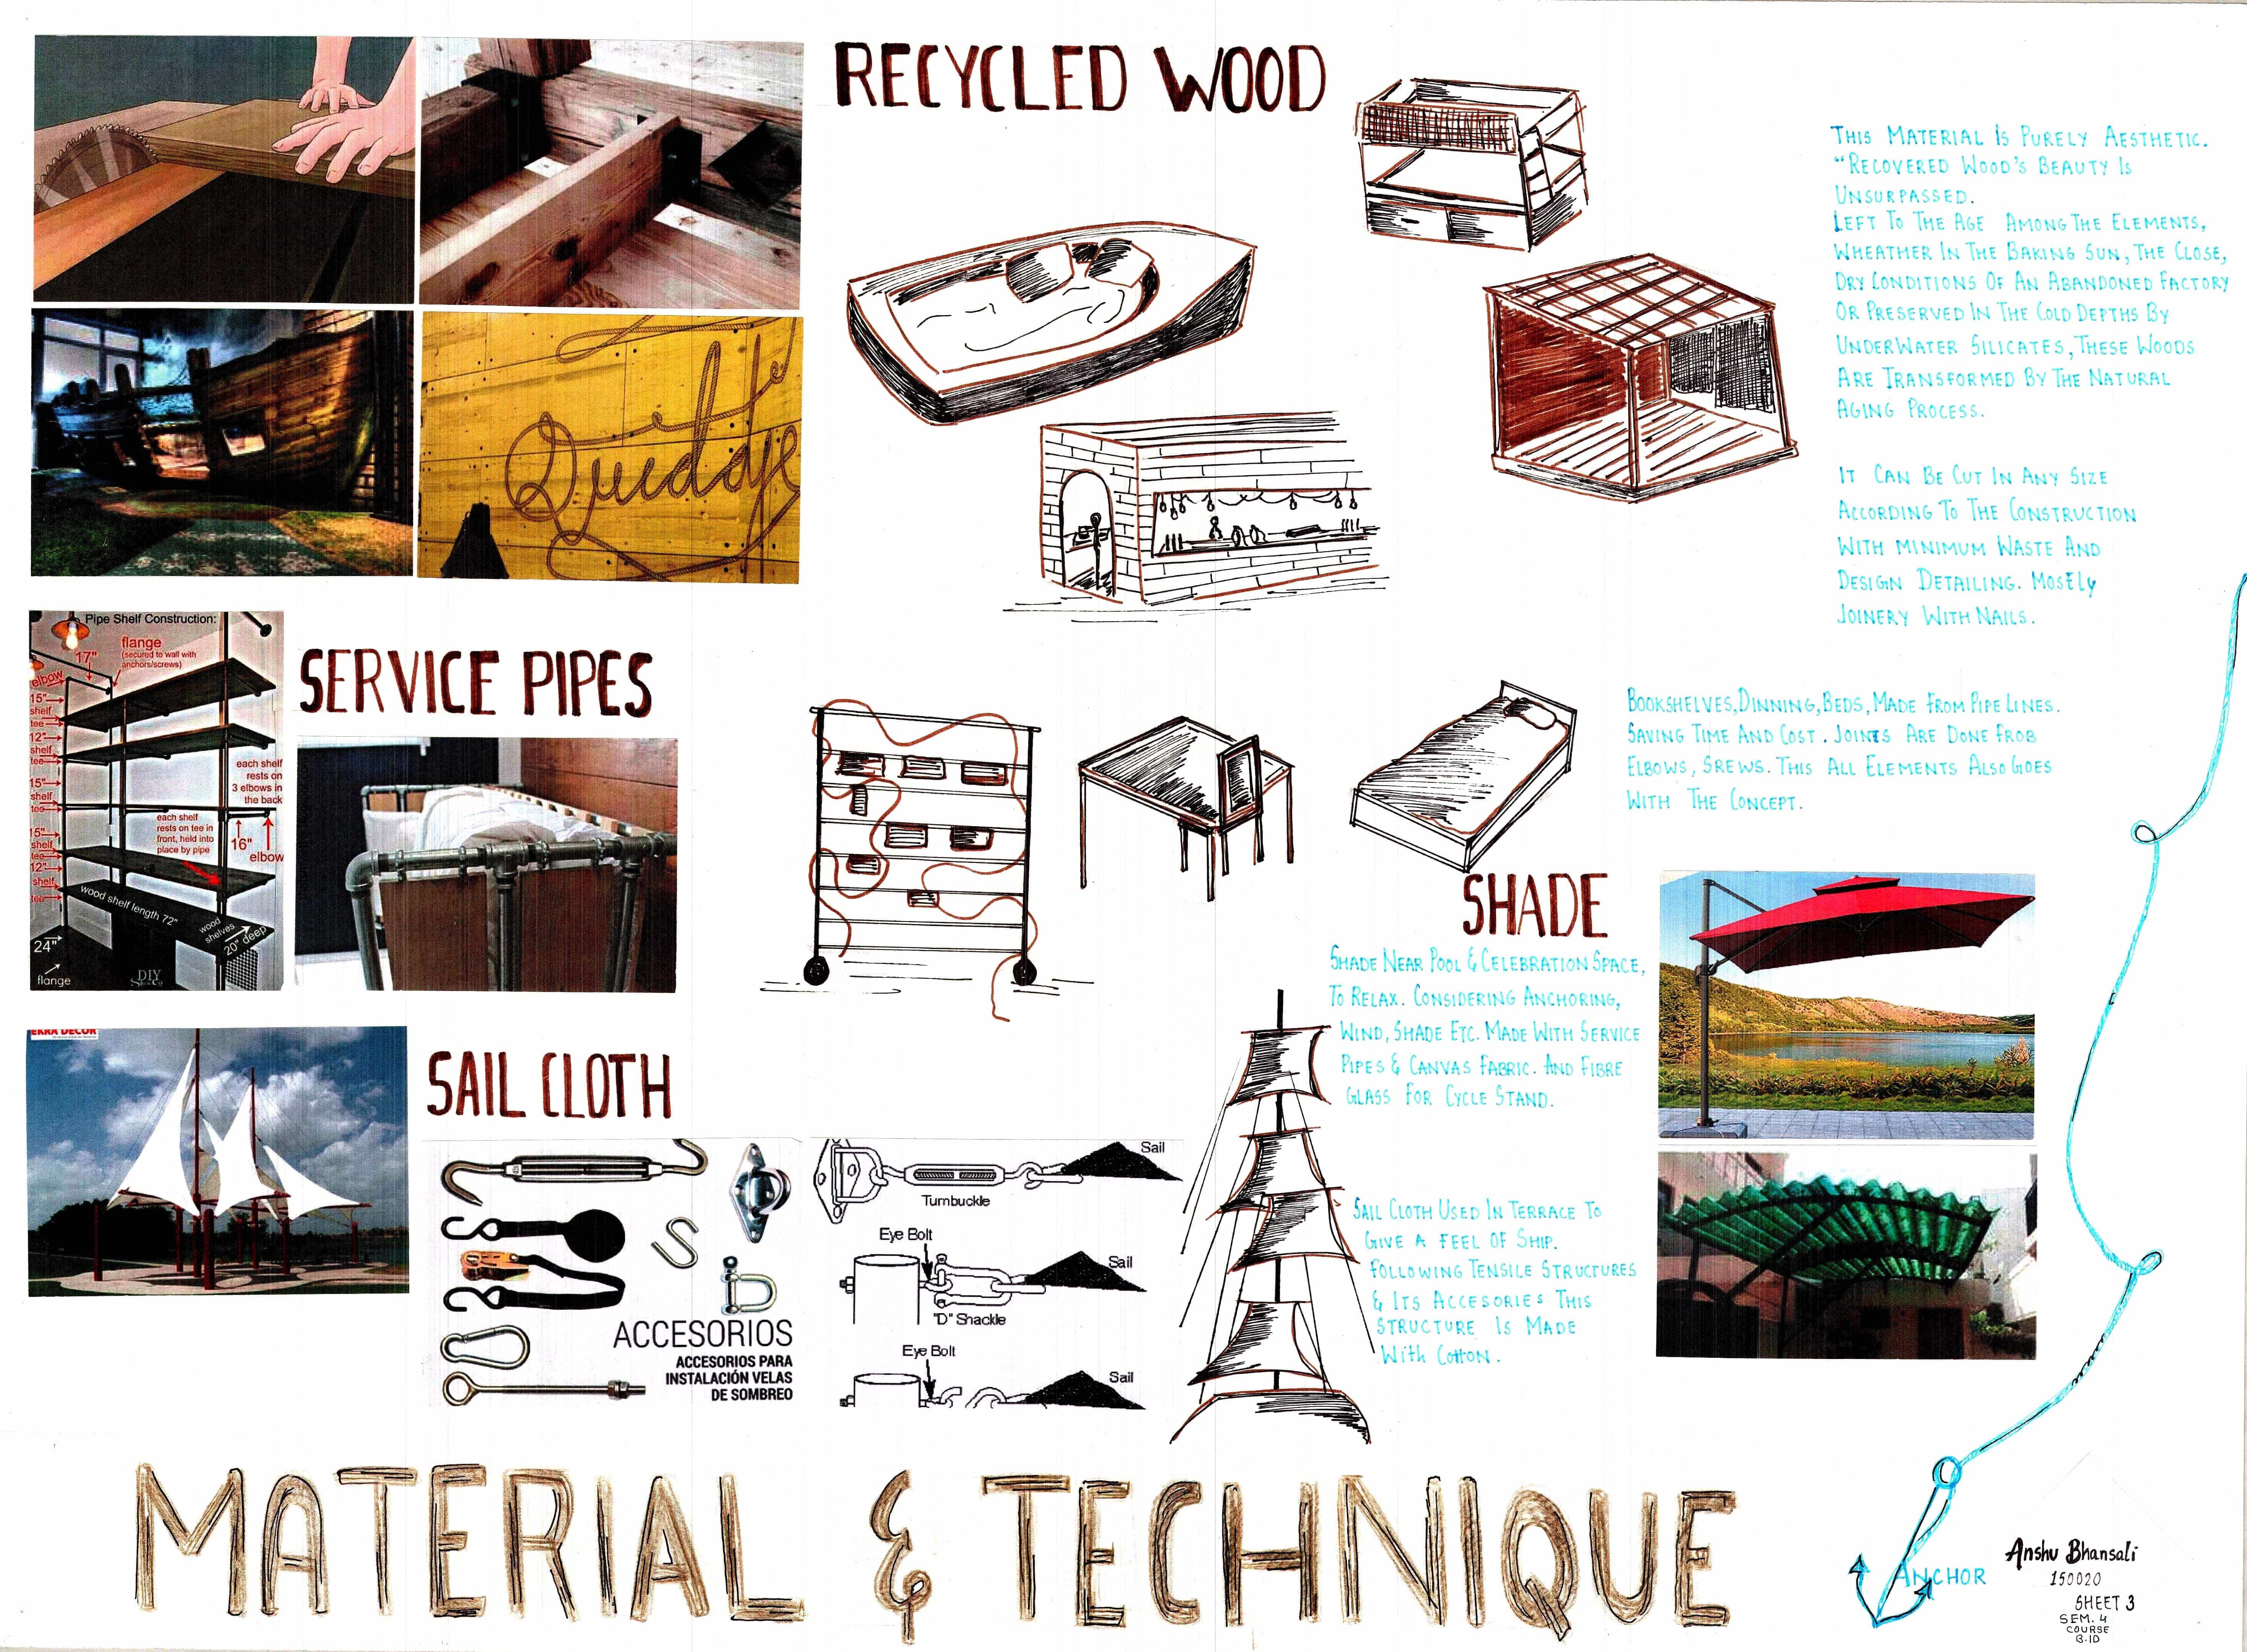 RECYCLED WOOD
THIS MATERIAL IS PURELY AESTHETIC.
"RECOVERED WOOD'S BEAUTY IS
UNSURPASSED.
LEFT TO THE AGE AMONG THE ELEMENTS,
WHEATHER IN THE BAKING SUN, THE CLOSE,
DRY CONDITIONS OF AN ABANDONED FACTORY
OR PRESERVED IN THE COLD DEPTHS BY
UNDERWATER SILICATES, THESE WOODS
ARE TRANSFORMED BY THE NATURAL
AGING PROCESS.
IT CAN BE CUT IN ANY SIZE
ACCORDING TO THE CONSTRUCTION
WITH MINIMUM WASTE AND
DESIGN DETAILING. MOSTLY
JOINERY WITH NAILS.
SERVICE PIPES
Pipe Shelf Construction:
flange
(secured to wall with
anchors/screws)
17"
elbow
15"
shelf
tee
12"
shelf
tee
15"
shelf
tee
15"
shelf
tee
12"
shelf
tee
each shelf
rests on
3 elbows in
the back
each shelf
rests on tee in
front, held into
place by pipe
16"
elbow
wood shelf length 72"
wood
shelves
20" deep
24"
flange
DIY
BOOKSHELVES, DINNING, BEDS, MADE FROM PIPE LINES.
SAVING TIME AND COST. JOINTS ARE DONE FROB
ELBOWS, SREWS. THIS ALL ELEMENTS ALSO GOES
WITH THE CONCEPT.
SHADE
SHADE NEAR POOL & CELEBRATION SPACE,
TO RELAX. CONSIDERING ANCHORING,
WIND, SHADE ETC. MADE WITH SERVICE
PIPES & CANVAS FABRIC. AND FIBRE
GLASS FOR CYCLE STAND.
SAIL CLOTH
ERRA DECOR
ACCESORIOS
ACCESORIOS PARA
INSTALACIÓN VELAS
DE SOMBREO
Sail
Turnbuckle
Eye Bolt
Sail
"D" Shackle
Eye Bolt
Sail
SAIL CLOTH USED IN TERRACE TO
GIVE A FEEL OF SHIP.
FOLLOWING TENSILE STRUCTURES
& ITS ACCESORIES THIS
STRUCTURE IS MADE
WITH COTTON.
MATERIAL & TECHNIQUE
ANCHOR
Anshu Bhansali
150020
SHEET 3
SEM. 4
COURSE
B.ID